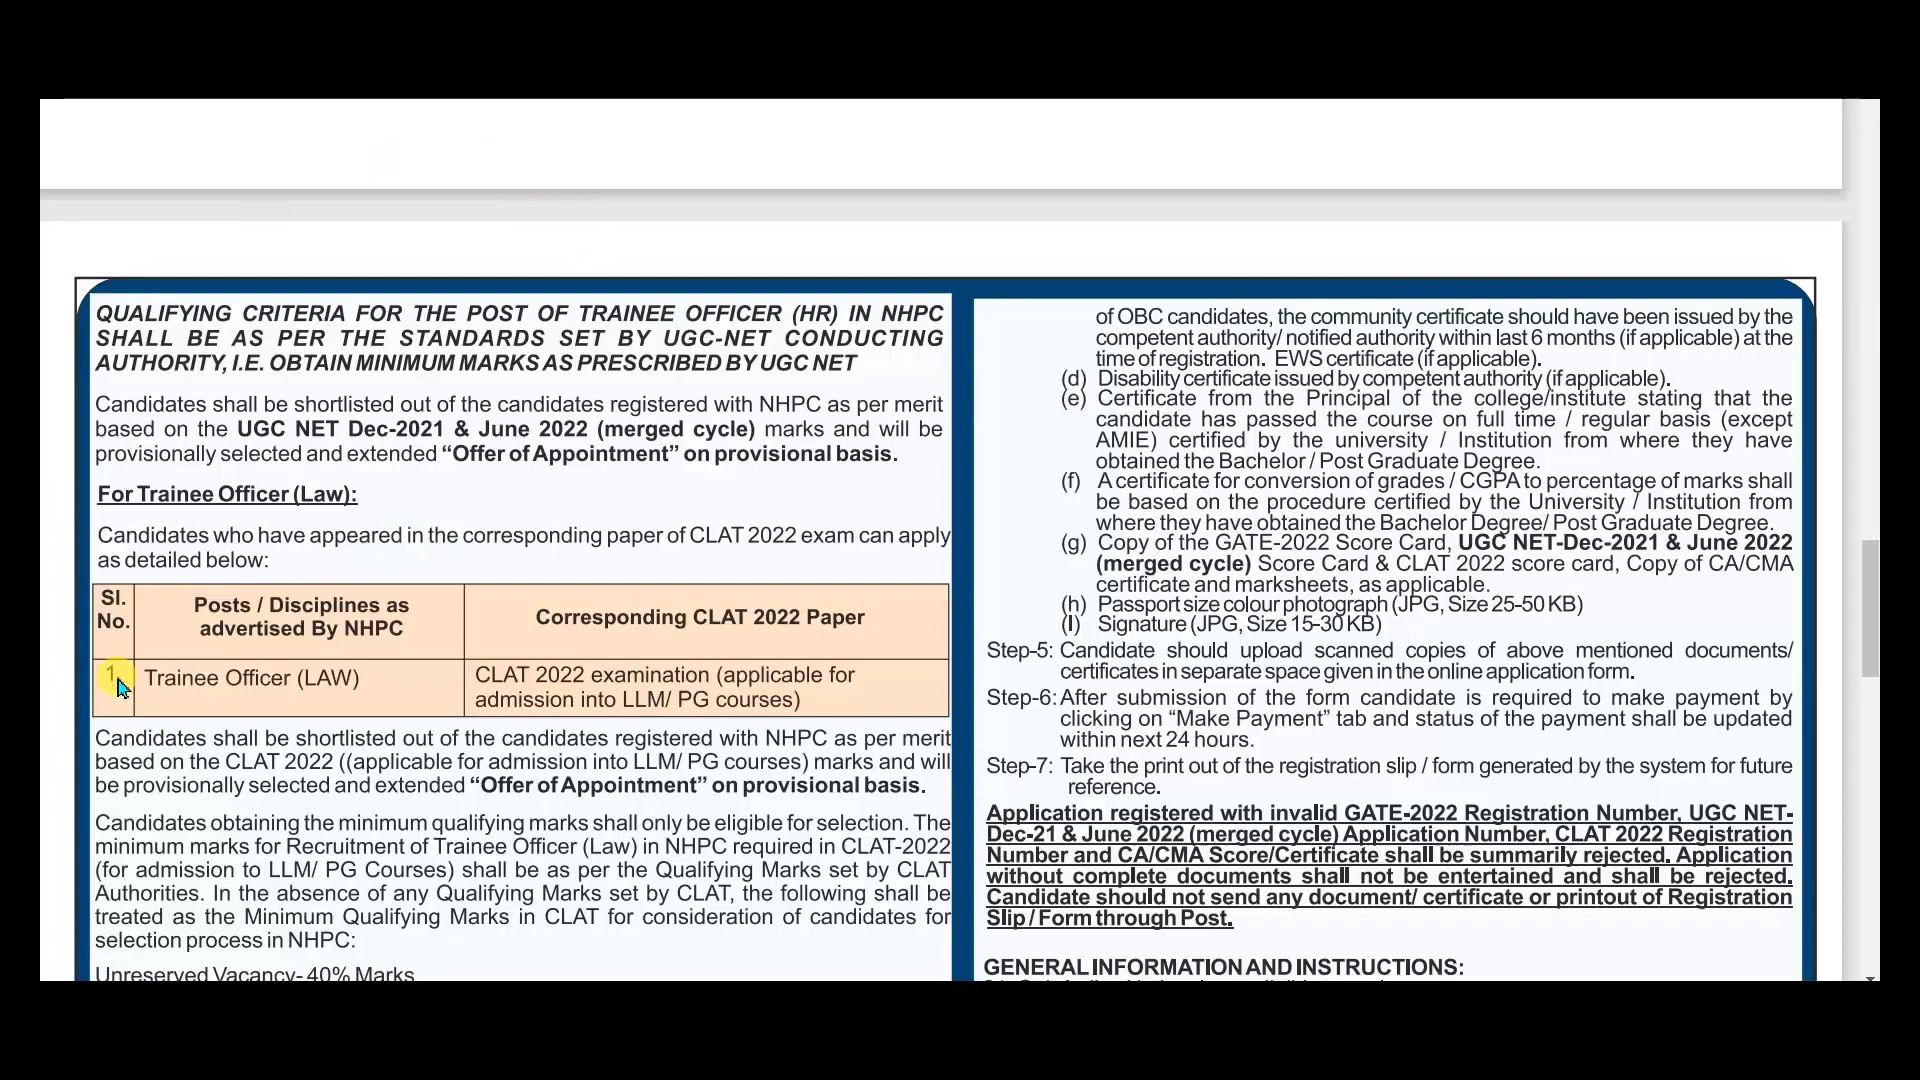 QUALIFYING CRITERIA FOR THE POST OF TRAINEE OFFICER (HR) IN NHPC
SHALL BE AS PER THE STANDARDS SET BY UGC-NET CONDUCTING
AUTHORITY, I.E. OBTAIN MINIMUM MARKS AS PRESCRIBED BY UGC NET
Candidates shall be shortlisted out of the candidates registered with NHPC as per merit
based on the UGC NET Dec-2021 & June 2022 (merged cycle) marks and will be
provisionally selected and extended “Offer of Appointment” on provisional basis.
For Trainee Officer (Law):
Candidates who have appeared in the corresponding paper of CLAT 2022 exam can apply
as detailed below:
Sl.
No.
Posts / Disciplines as
advertised By NHPC
Corresponding CLAT 2022 Paper
1
Trainee Officer (LAW)
CLAT 2022 examination (applicable for
admission into LLM/ PG courses)
Candidates shall be shortlisted out of the candidates registered with NHPC as per merit
based on the CLAT 2022 ((applicable for admission into LLM/ PG courses) marks and will
be provisionally selected and extended “Offer of Appointment” on provisional basis.
Candidates obtaining the minimum qualifying marks shall only be eligible for selection. The
minimum marks for Recruitment of Trainee Officer (Law) in NHPC required in CLAT-2022
(for admission to LLM/ PG Courses) shall be as per the Qualifying Marks set by CLAT
Authorities. In the absence of any Qualifying Marks set by CLAT, the following shall be
treated as the Minimum Qualifying Marks in CLAT for consideration of candidates for
selection process in NHPC:
Unreserved Vacancy- 40% Marks
of OBC candidates, the community certificate should have been issued by the
competent authority/ notified authority within last 6 months (if applicable) at the
time of registration. EWS certificate (if applicable).
(d) Disability certificate issued by competent authority (if applicable).
(e) Certificate from the Principal of the college/institute stating that the
candidate has passed the course on full time / regular basis (except
AMIE) certified by the university / Institution from where they have
obtained the Bachelor / Post Graduate Degree.
(f) A certificate for conversion of grades / CGPA to percentage of marks shall
be based on the procedure certified by the University / Institution from
where they have obtained the Bachelor Degree/ Post Graduate Degree.
(g) Copy of the GATE-2022 Score Card, UGC NET-Dec-2021 & June 2022
(merged cycle) Score Card & CLAT 2022 score card, Copy of CA/CMA
certificate and marksheets, as applicable.
(h) Passport size colour photograph (JPG, Size 25-50 KB)
(I) Signature (JPG, Size 15-30 KB)
Step-5: Candidate should upload scanned copies of above mentioned documents/
certificates in separate space given in the online application form.
Step-6: After submission of the form candidate is required to make payment by
clicking on “Make Payment” tab and status of the payment shall be updated
within next 24 hours.
Step-7: Take the print out of the registration slip / form generated by the system for future
reference.
Application registered with invalid GATE-2022 Registration Number, UGC NET-
Dec-21 & June 2022 (merged cycle) Application Number, CLAT 2022 Registration
Number and CA/CMA Score/Certificate shall be summarily rejected. Application
without complete documents shall not be entertained and shall be rejected.
Candidate should not send any document/ certificate or printout of Registration
Slip / Form through Post.
GENERAL INFORMATION AND INSTRUCTIONS: